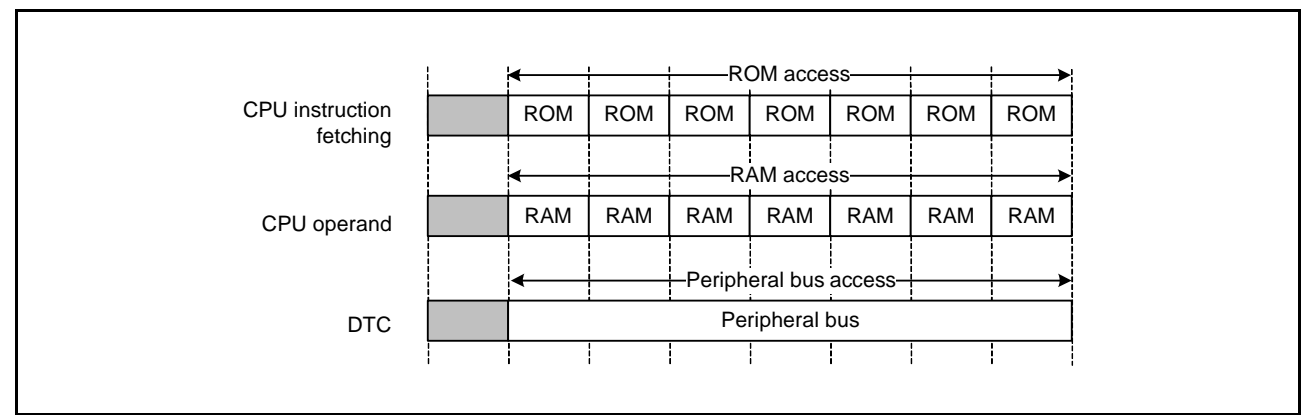 ROM access
CPU instruction
fetching
ROM ROM ROM ROM ROM ROM ROM
RAM access
CPU operand
RAM RAM RAM RAM RAM RAM RAM
Peripheral bus access
DTC
Peripheral bus